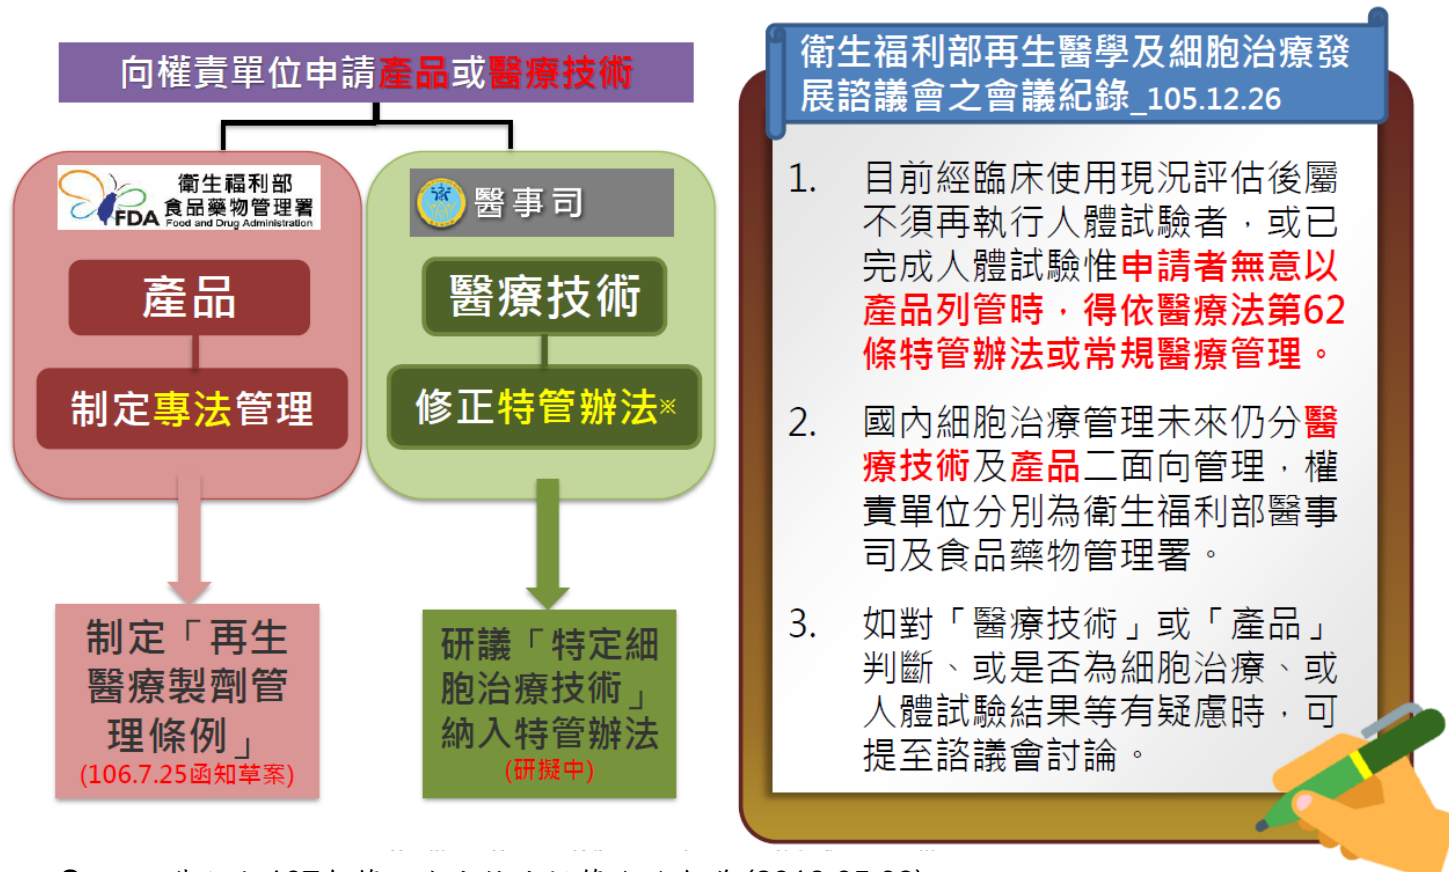 向權責單位申請產品或醫療技術
衛生福利部
食品藥物管理署
FDA
Food and Drug Administration
產品
制定專法管理
制定「再生
醫療製劑管
理條例」
(106.7.25函知草案)
醫事司
醫療技術
修正特管辦法※
研議「特定細
胞治療技術」
納入特管辦法
(研擬中)
衛生福利部再生醫學及細胞治療發
展諮議會之會議紀錄_105.12.26
1. 目前經臨床使用現況評估後屬
不須再執行人體試驗者，或已
完成人體試驗惟申請者無意以
產品列管時，得依醫療法第62
條特管辦法或常規醫療管理。
2. 國內細胞治療管理未來仍分醫
療技術及產品二面向管理，權
責單位分別為衛生福利部醫事
司及食品藥物管理署。
3. 如對「醫療技術」或「產品」
判斷、或是否為細胞治療、或
人體試驗結果等有疑慮時，可
提至諮議會討論。